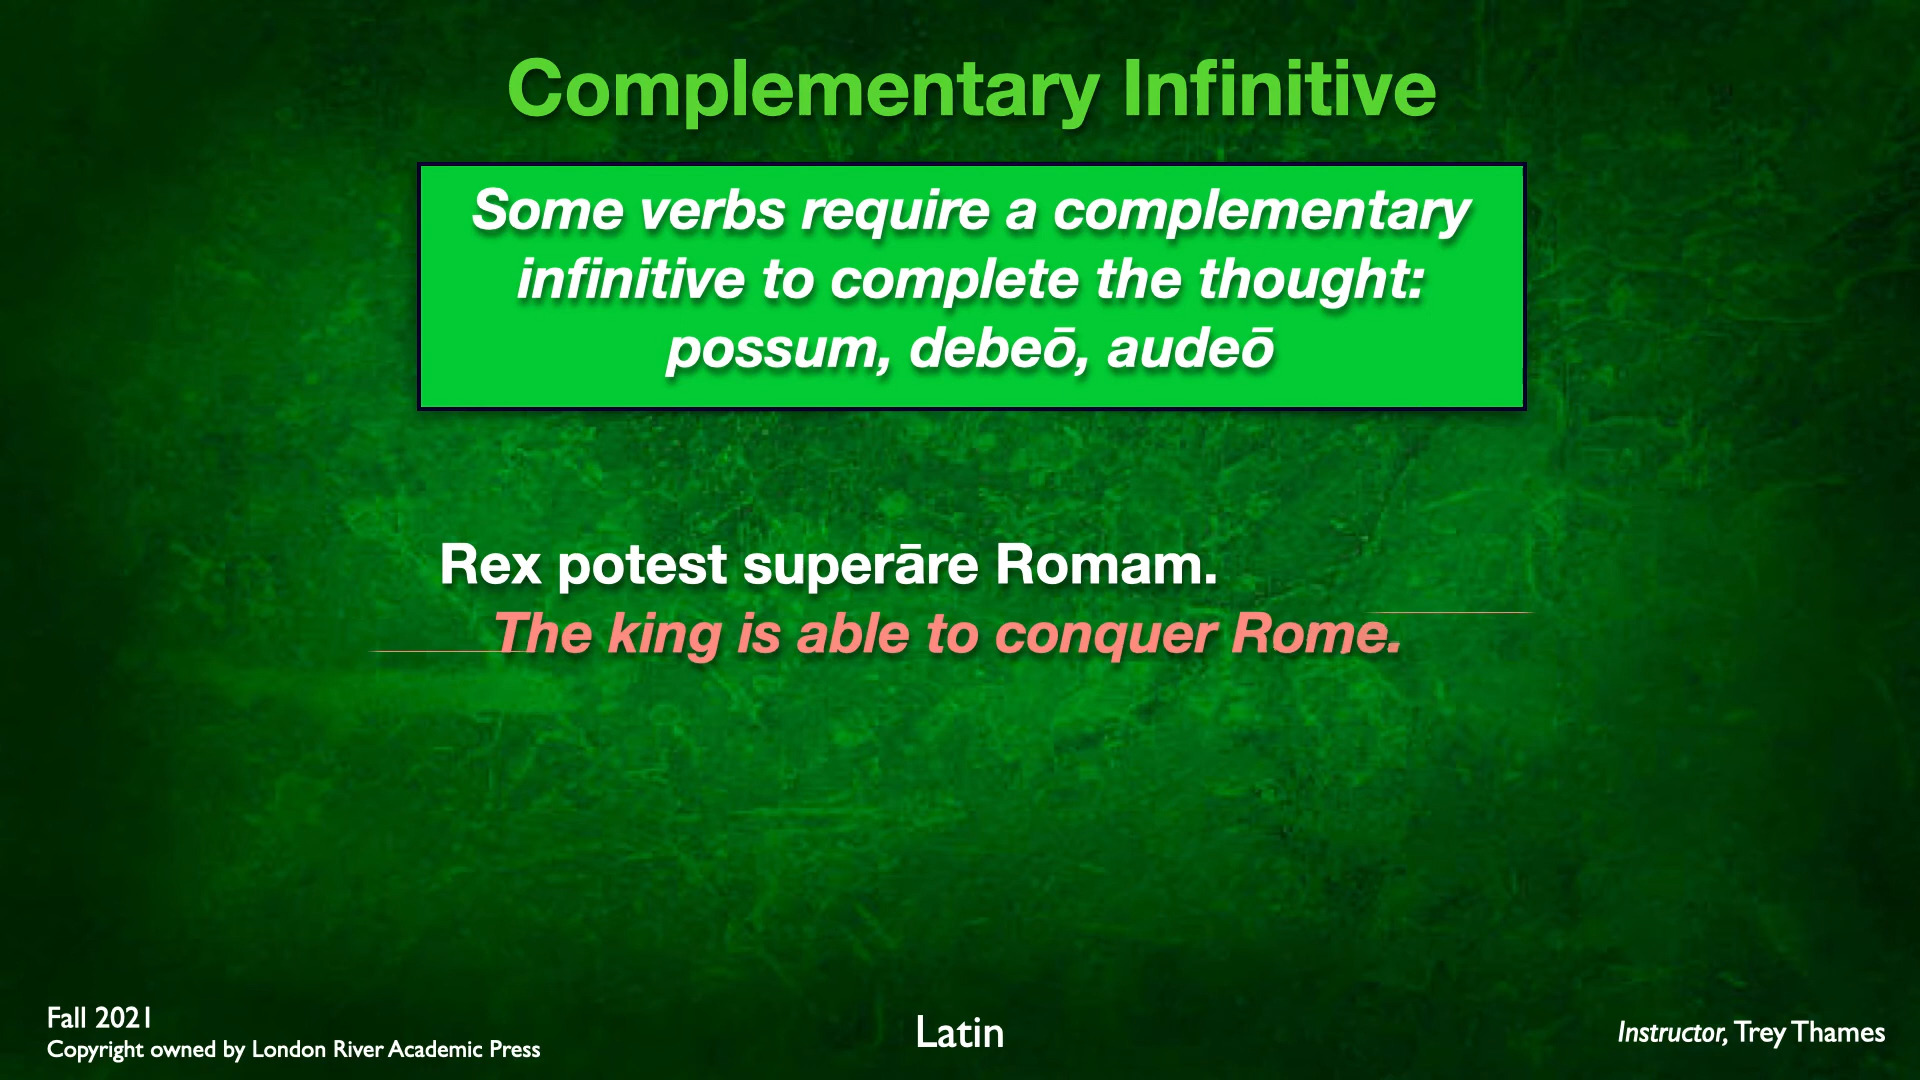 Complementary Infinitive
Some verbs require a complementary
infinitive to complete the thought:
possum, debeō, audeō
Rex potest superāre Romam.
The king is able to conquer Rome.
Fall 2021
Copyright owned by London River Academic Press
Latin
Instructor, Trey Thames